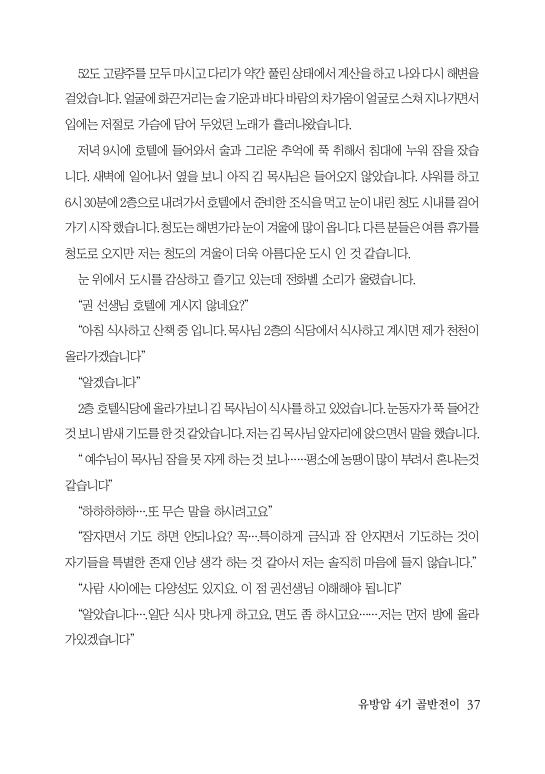 52도 고량주를 모두 마시고 다리가 약간 풀린 상태에서 계산을 하고 나와 다시 해변을
걸었습니다. 얼굴에 화끈거리는 술 기운과 바다 바람의 차가움이 얼굴로 스쳐 지나가면서
입에는 저절로 가슴에 담어 두었던 노래가 흘러나왔습니다.
저녁 9시에 호텔에 들어와서 술과 그리운 추억에 푹 취해서 침대에 누워 잠을 잤습
니다. 새벽에 일어나서 옆을 보니 아직 김 목사님은 들어오지 않았습니다. 샤워를 하고
6시 30분에 2층으로 내려가서 호텔에서 준비한 조식을 먹고 눈이 내린 청도 시내를 걸어
가기 시작 했습니다. 청도는 해변가라 눈이 겨울에 많이 옵니다. 다른 분들은 여름 휴가를
청도로 오지만 저는 청도의 겨울이 더욱 아름다운 도시 인 것 같습니다.
눈 위에서 도시를 감상하고 즐기고 있는데 전화벨 소리가 울렸습니다.
“권 선생님 호텔에 게시지 않네요?”
“아침 식사하고 산책 중 입니다. 목사님 2층의 식당에서 식사하고 계시면 제가 천천이
올라가겠습니다”
“알겠습니다”
2층 호텔식당에 올라가보니 김 목사님이 식사를 하고 있었습니다. 눈동자가 푹 들어간
것 보니 밤새 기도를 한 것 같았습니다. 저는 김 목사님 앞자리에 앉으면서 말을 했습니다.
“ 예수님이 목사님 잠을 못 자게 하는 것 보니……평소에 농땡이 많이 부려서 혼나는것
같습니다”
“하하하하하….또 무슨 말을 하시려고요”
“잠자면서 기도 하면 안되나요? 꼭…특이하게 금식과 잠 안자면서 기도하는 것이
자기들을 특별한 존재 인냥 생각 하는 것 같아서 저는 솔직히 마음에 들지 않습니다.”
“사람 사이에는 다양성도 있지요. 이 점 권선생님 이해해야 됩니다”
“알았습니다….일단 식사 맛나게 하고요, 면도 좀 하시고요…….저는 먼저 방에 올라
가있겠습니다”
유방암 4기 골반전이 37